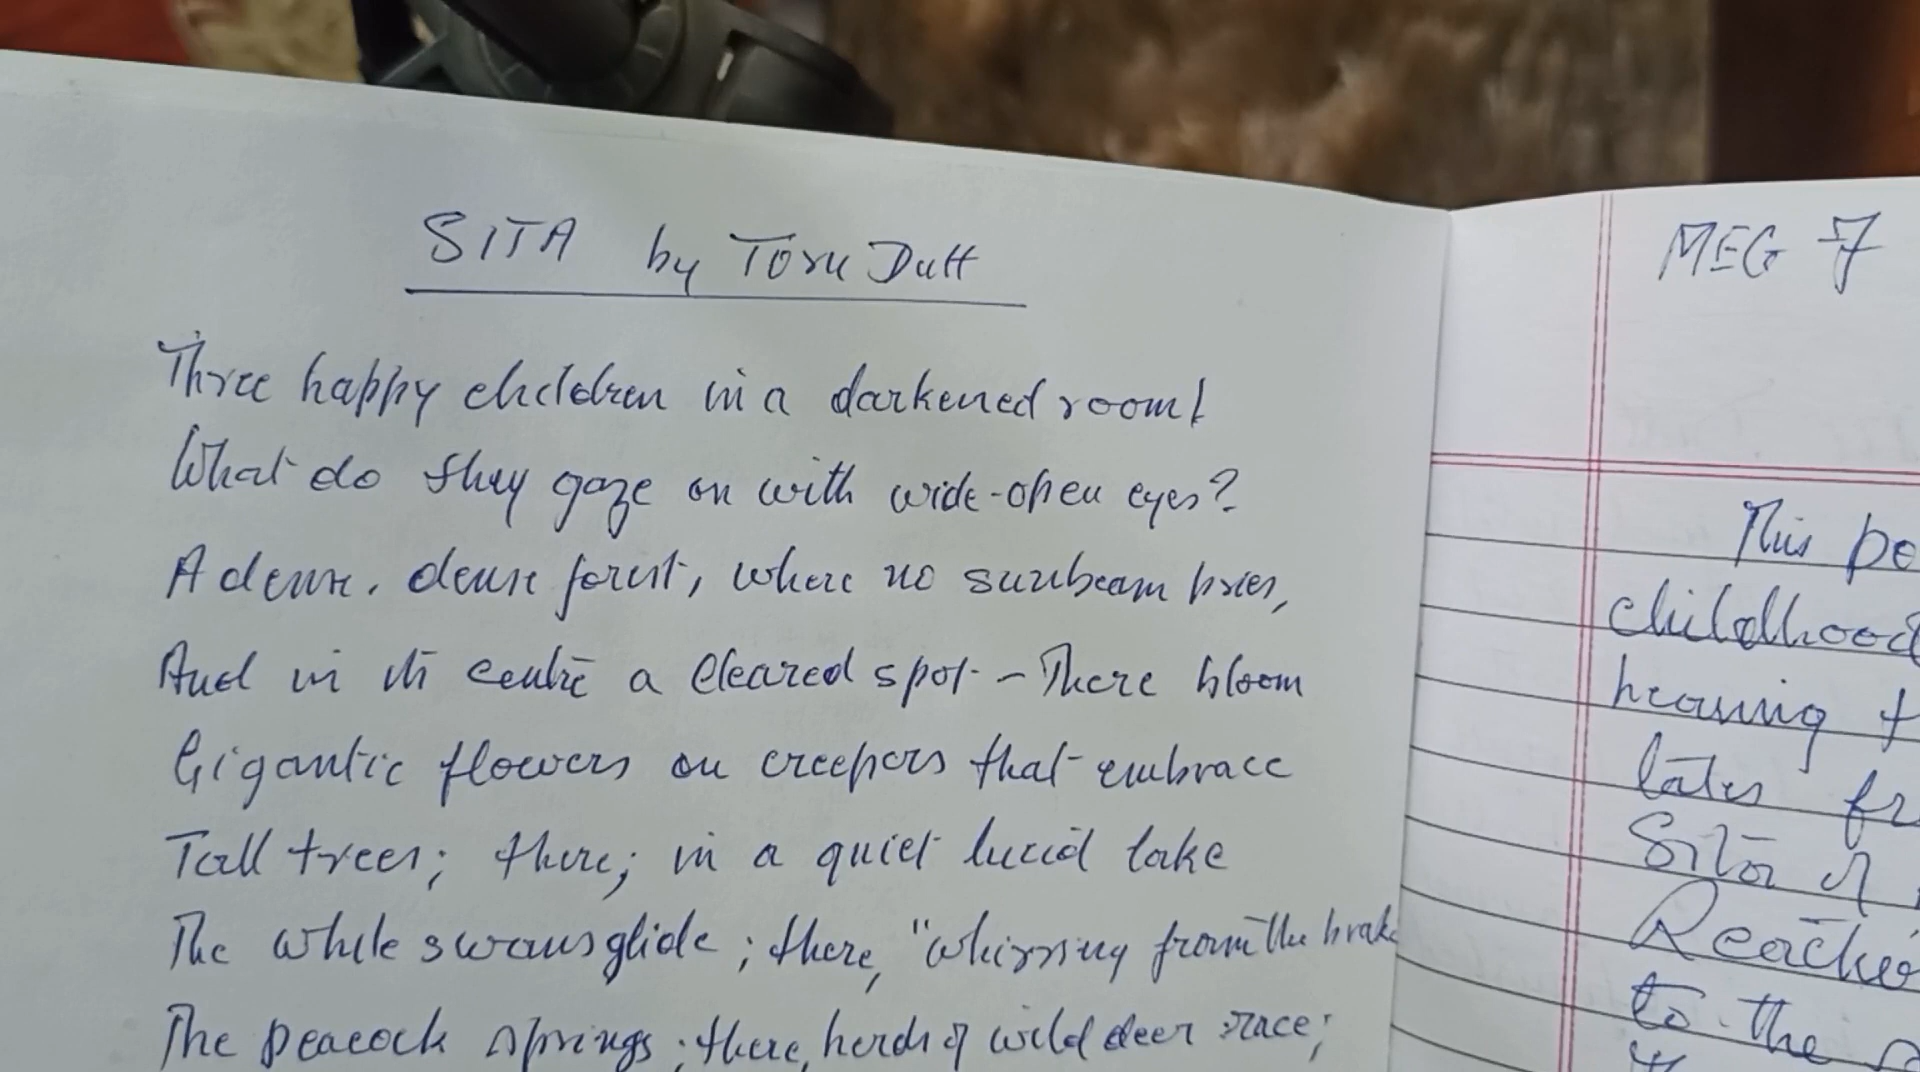 SITA by Toru Dutt
Three happy children in a darkened room!
What do they gaze on with wide-open eyes?
A dense, dense forest, where no sunbeam pries,
And in its centre a cleared spot - There bloom
Gigantic flowers on creepers that embrace
Tall trees; there; in a quiet lucid lake
The white swans glide; there, "whirring from the brake
The peacock springs; there, herds of wild deer race;
MEG 7
This
childhood
hearing
lates
Sita of
to the